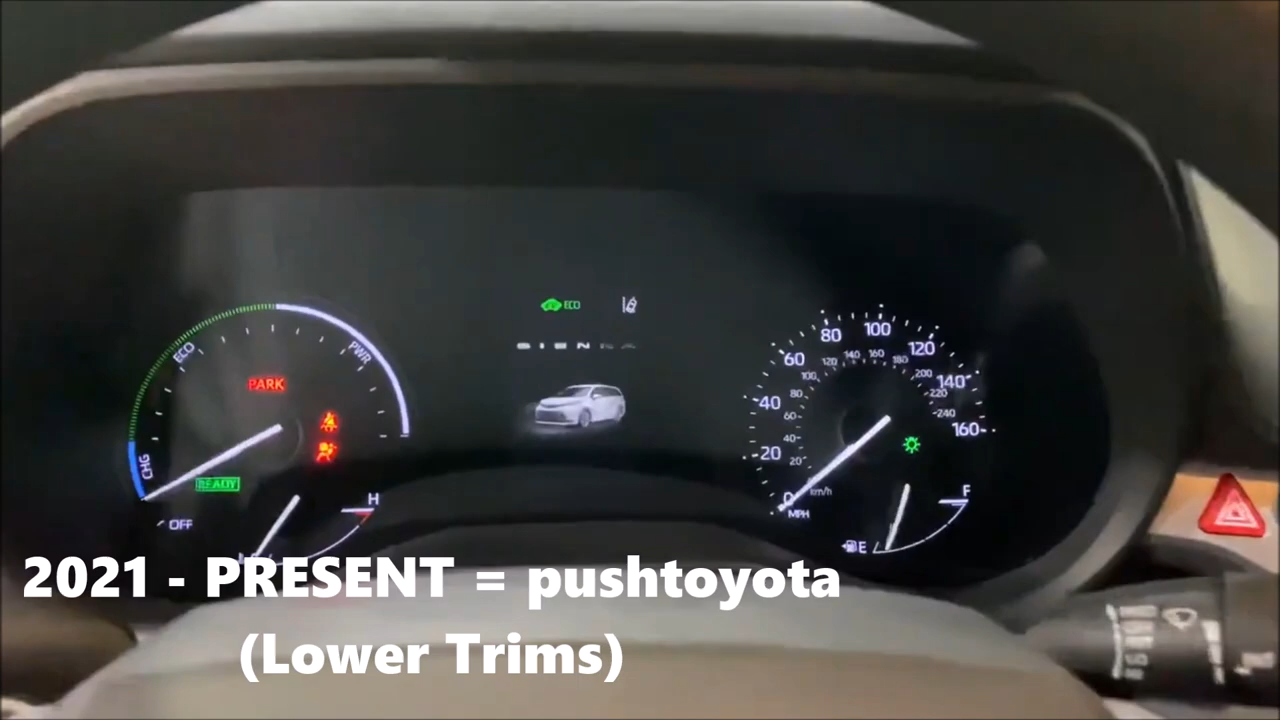 ECO
SIENNA
ECO
PWR
PARK
CHG
READY
OFF
H
80 100
60 120
120 140 160 180
100 200
140
80 220
40 60 240
160
40
20 20
0 km/h
MPH
F
E
2021 - PRESENT = pushtoyota
(Lower Trims)